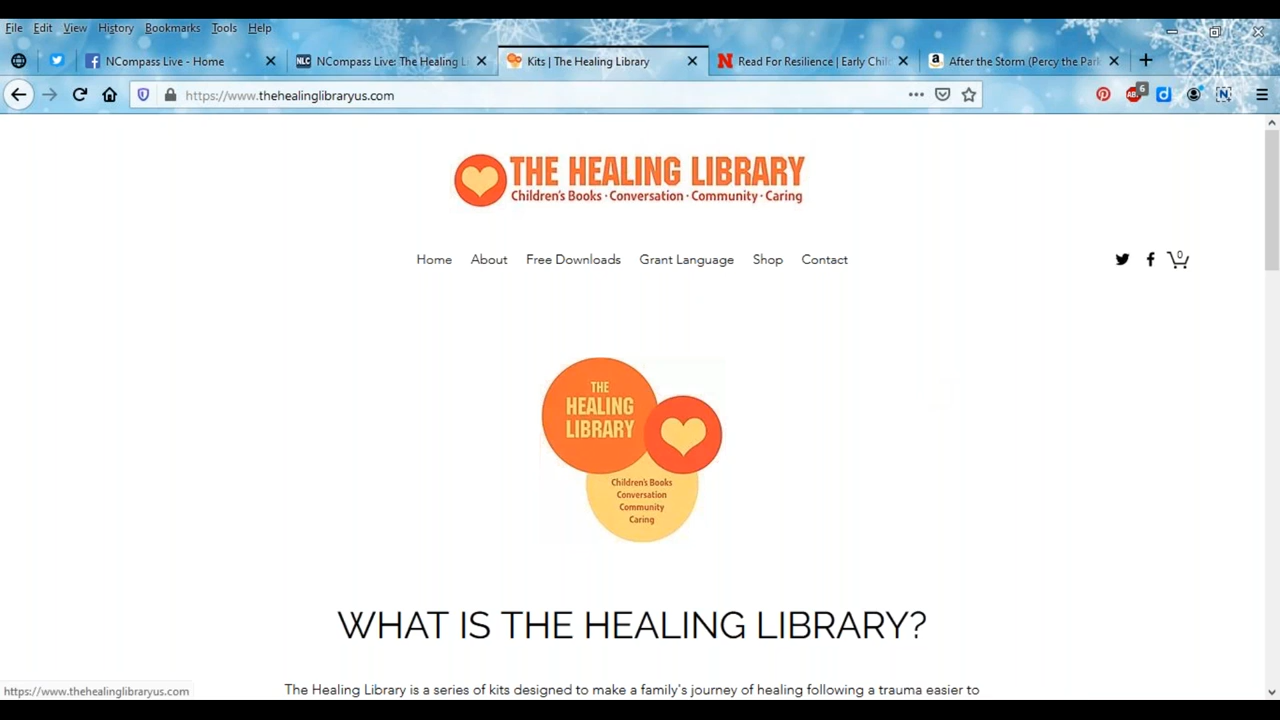 File Edit View History Bookmarks Tools Help
NCompass Live - Home
NLC NCompass Live: The Healing L
Kits | The Healing Library
N Read For Resilience | Early Chil
a After the Storm (Percy the Park
https://www.thehealinglibraryus.com
6
THE HEALING LIBRARY
Children's Books · Conversation · Community · Caring
Home About Free Downloads Grant Language Shop Contact
0
THE
HEALING
LIBRARY
Children's Books
Conversation
Community
Caring
WHAT IS THE HEALING LIBRARY?
The Healing Library is a series of kits designed to make a family's journey of healing following a trauma easier to
https://www.thehealinglibraryus.com